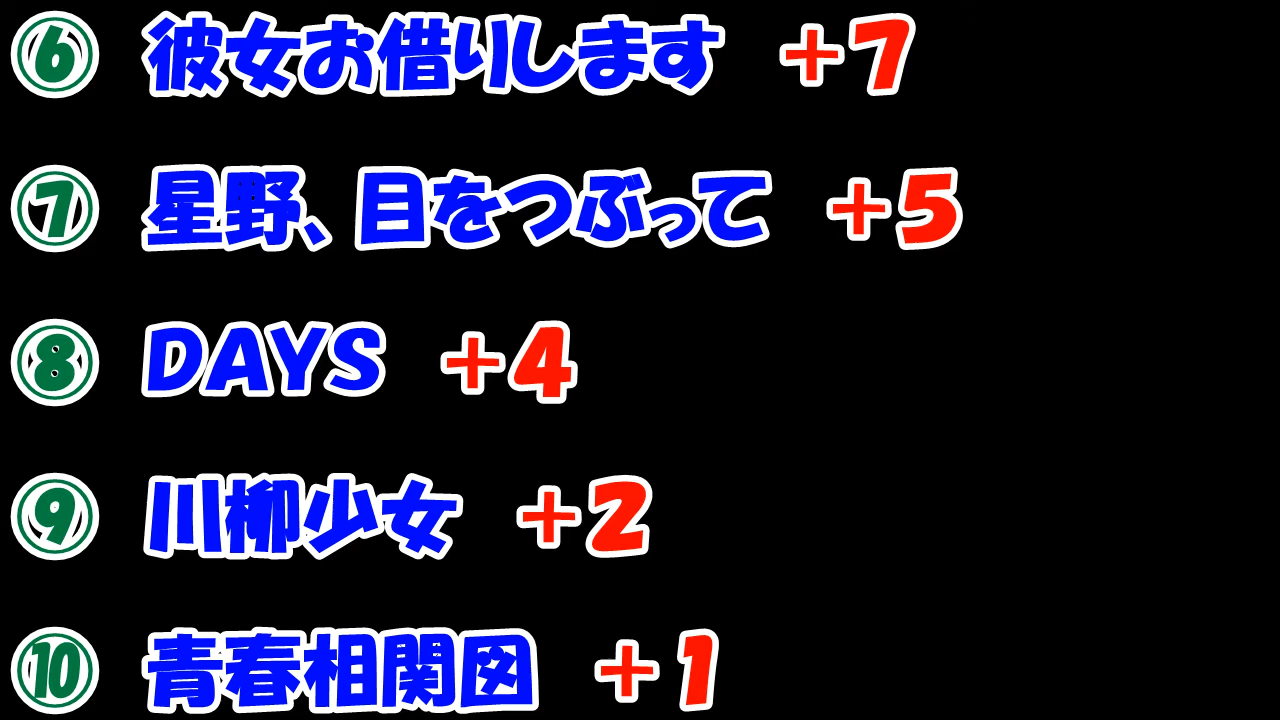 ⑥ 彼女お借りします +7
⑦ 星野、目をつぶって +5
⑧ DAYS +4
⑨ 川柳少女 +2
⑩ 青春相関図 +1